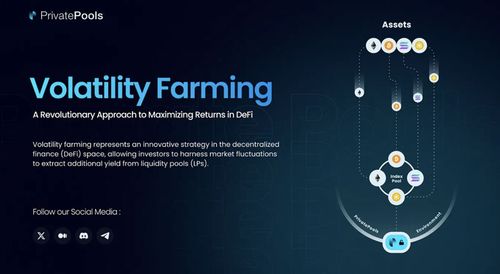 PrivatePools
Assets
Volatility Farming
A Revolutionary Approach to Maximizing Returns in DeFi
Volatility farming represents an innovative strategy in the decentralized
finance (DeFi) space, allowing investors to harness market fluctuations
to extract additional yield from liquidity pools (LPs).
Index
Pool
Follow our Social Media :
PrivatePools
Environment